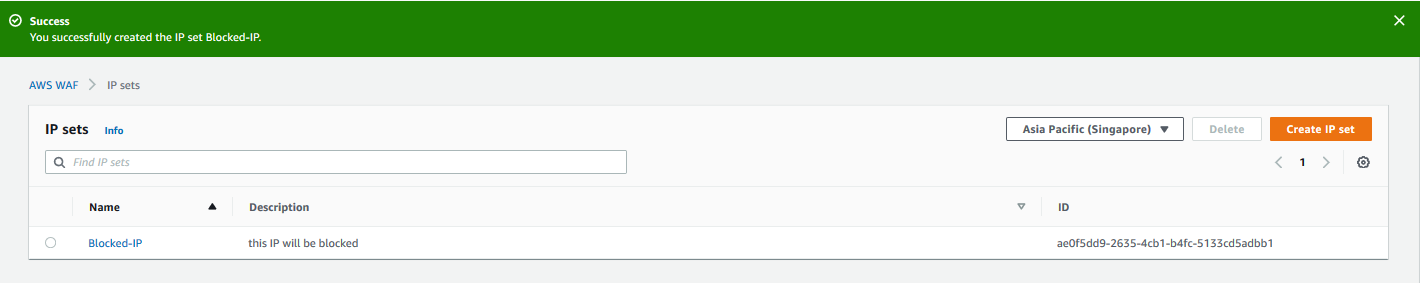 Success
You successfully created the IP set Blocked-IP.
AWS WAF IP sets
IP sets Info Asia Pacific (Singapore) Delete Create IP set
Find IP sets 1
Name Description ID
Blocked-IP this IP will be blocked ae0f5dd9-2635-4cb1-b4fc-5133cd5adbb1